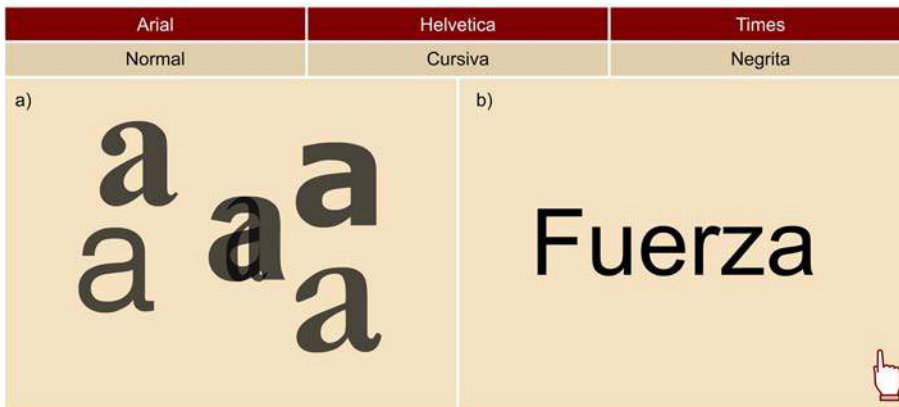 Arial Helvetica Times
Normal Cursiva Negrita
a) b)
a a
a a
a a
Fuerza